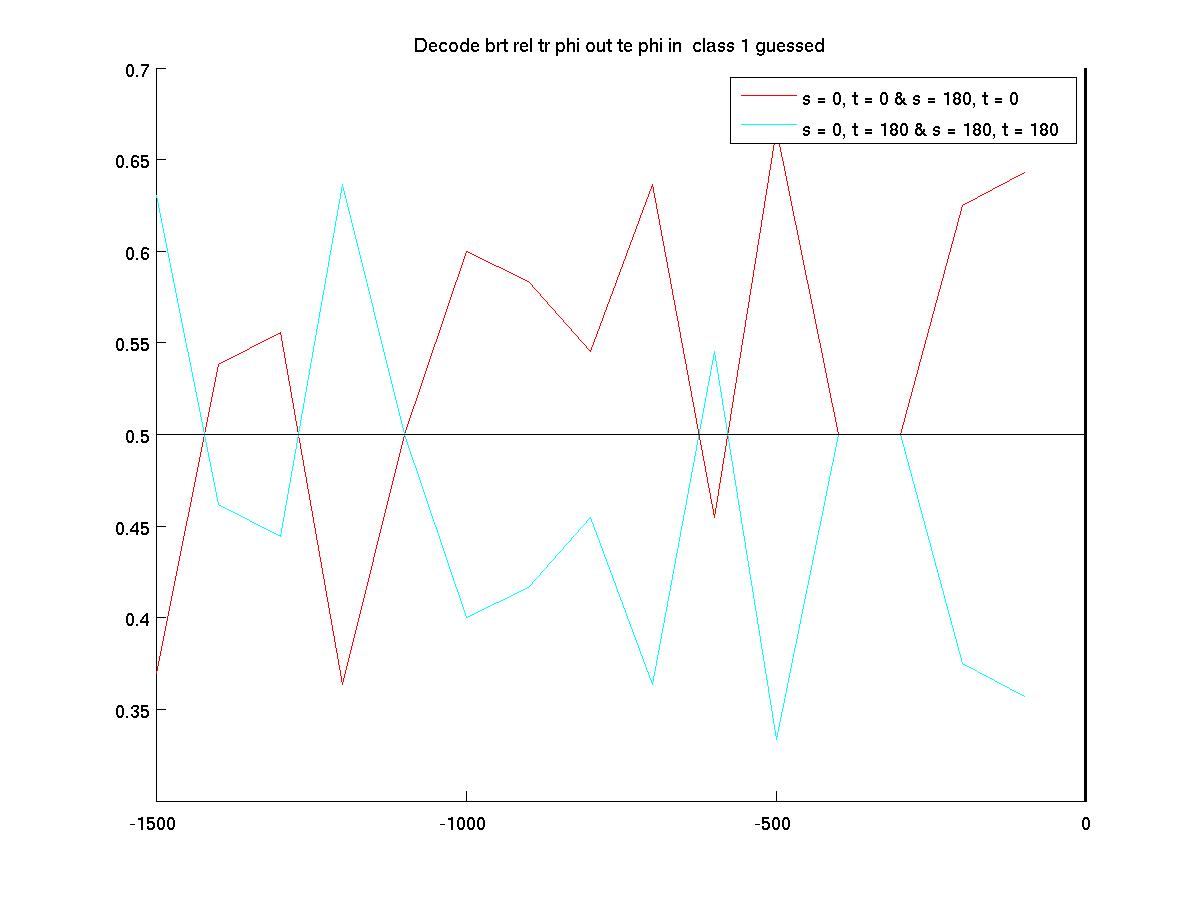 Decode brt rel tr phi out te phi in  class 1 guessed
0.7
s = 0, t = 0 & s = 180, t = 0
s = 0, t = 180 & s = 180, t = 180
0.65
0.6
0.55
0.5
0.45
0.4
0.35
-1500 -1000 -500 0